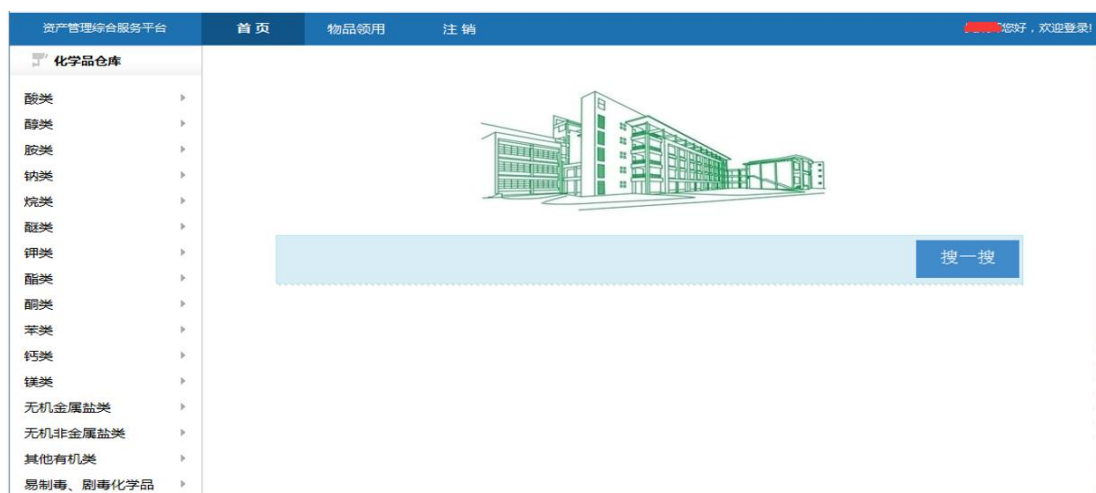 资产管理综合服务平台 首页 物品领用 注销 您好，欢迎登录!
化学品仓库
酸类
醇类
胺类
钠类
烷类
醚类
钾类
酯类
酮类
苯类
钙类
镁类
无机金属盐类
无机非金属盐类
其他有机类
易制毒、剧毒化学品
搜一搜